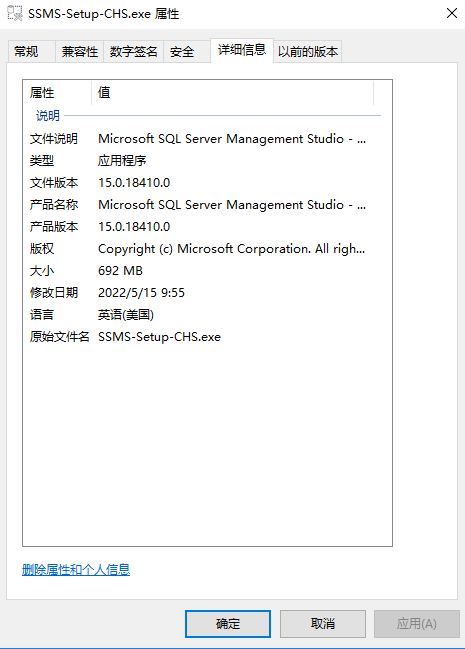 SSMS-Setup-CHS.exe 属性
常规 兼容性 数字签名 安全 详细信息 以前的版本
属性 值
说明
文件说明 Microsoft SQL Server Management Studio - ...
类型 应用程序
文件版本 15.0.18410.0
产品名称 Microsoft SQL Server Management Studio - ...
产品版本 15.0.18410.0
版权 Copyright (c) Microsoft Corporation. All righ...
大小 692 MB
修改日期 2022/5/15 9:55
语言 英语(美国)
原始文件名 SSMS-Setup-CHS.exe
删除属性和个人信息
确定 取消 应用(A)